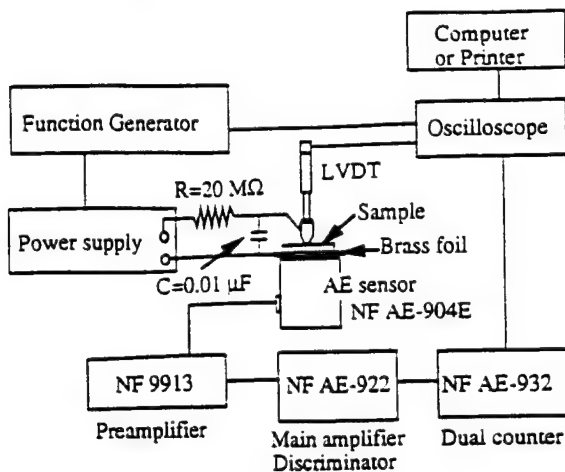 Computer
or Printer
Function Generator
Oscilloscope
LVDT
R=20 MΩ
Sample
Power supply
Brass foil
C=0.01 µF
AE sensor
NF AE-904E
NF 9913
NF AE-922
NF AE-932
Preamplifier
Main amplifier
Discriminator
Dual counter